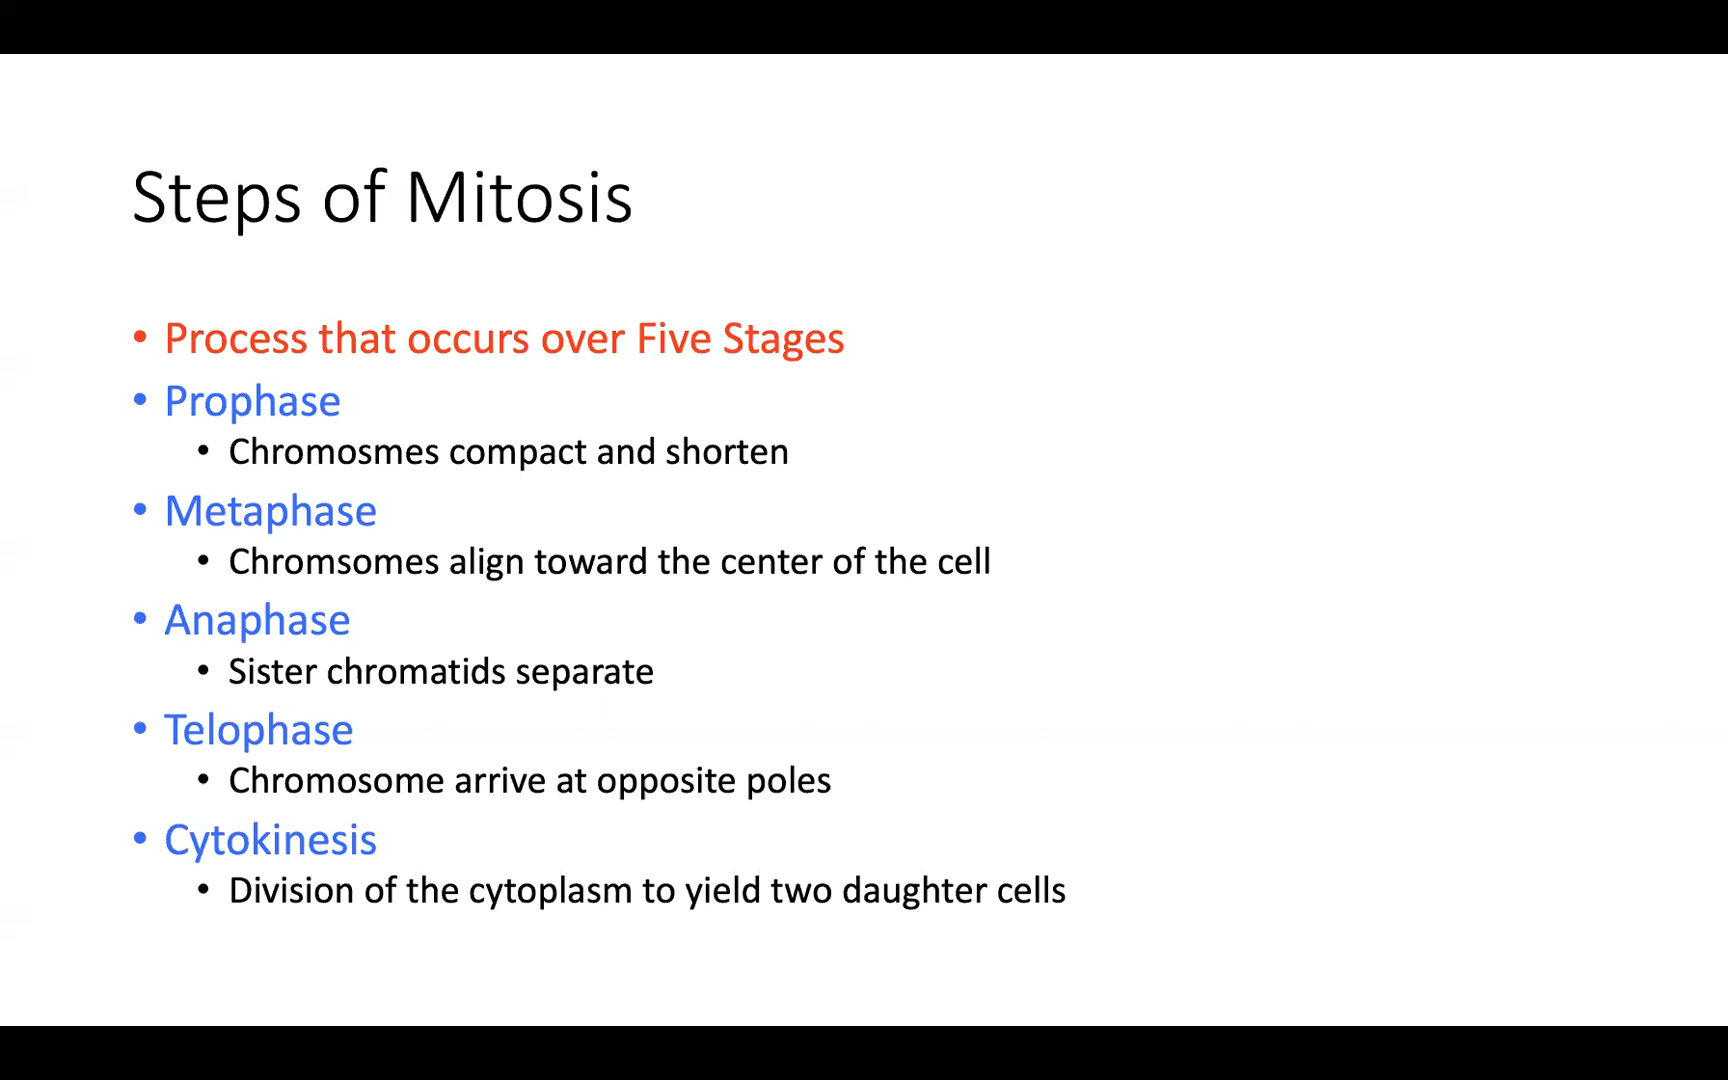 Steps of Mitosis
• Process that occurs over Five Stages
• Prophase
• Chromosmes compact and shorten
• Metaphase
• Chromsomes align toward the center of the cell
• Anaphase
• Sister chromatids separate
• Telophase
• Chromosome arrive at opposite poles
• Cytokinesis
• Division of the cytoplasm to yield two daughter cells